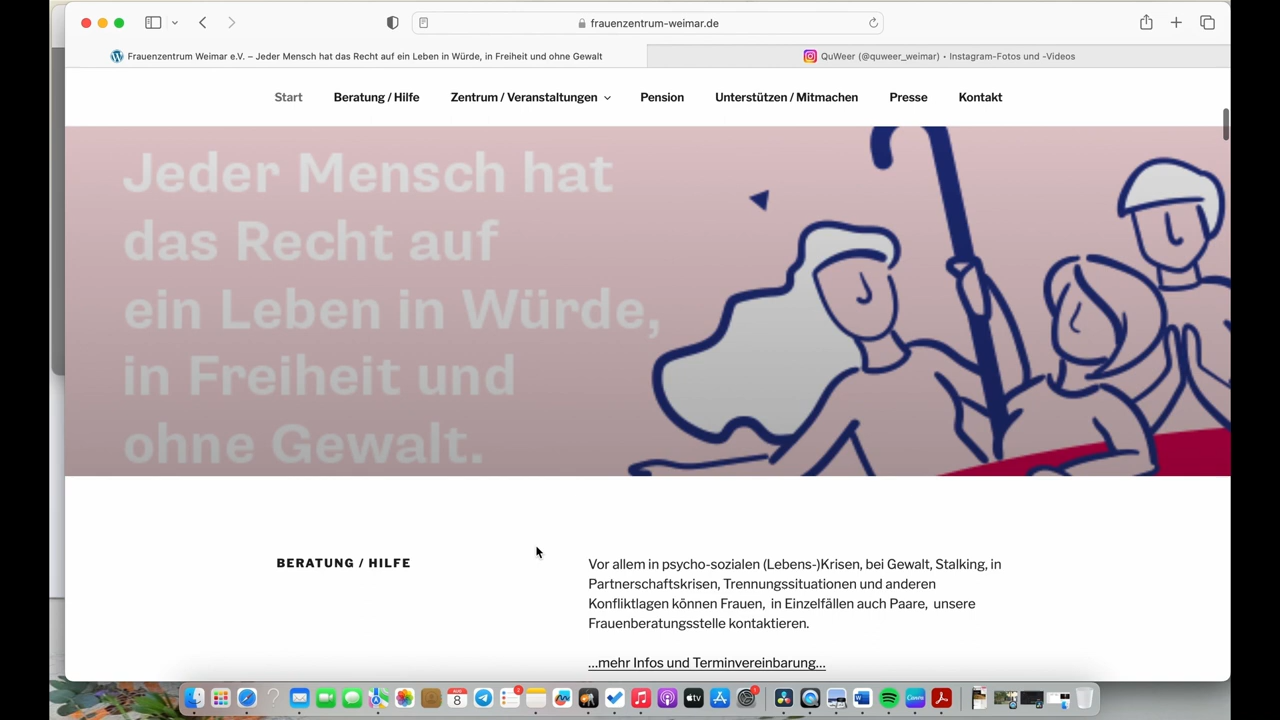 frauenzentrum-weimar.de
Frauenzentrum Weimar e.V. – Jeder Mensch hat das Recht auf ein Leben in Würde, in Freiheit und ohne Gewalt
QuWeer (@quweer_weimar) • Instagram-Fotos und -Videos
Start Beratung / Hilfe Zentrum / Veranstaltungen Pension Unterstützen / Mitmachen Presse Kontakt
Jeder Mensch hat
das Recht auf
ein Leben in Würde,
in Freiheit und
ohne Gewalt.
BERATUNG / HILFE
Vor allem in psycho-sozialen (Lebens-)Krisen, bei Gewalt, Stalking, in
Partnerschaftskrisen, Trennungssituationen und anderen
Konfliktlagen können Frauen, in Einzelfällen auch Paare, unsere
Frauenberatungsstelle kontaktieren.
...mehr Infos und Terminvereinbarung...
8
tv